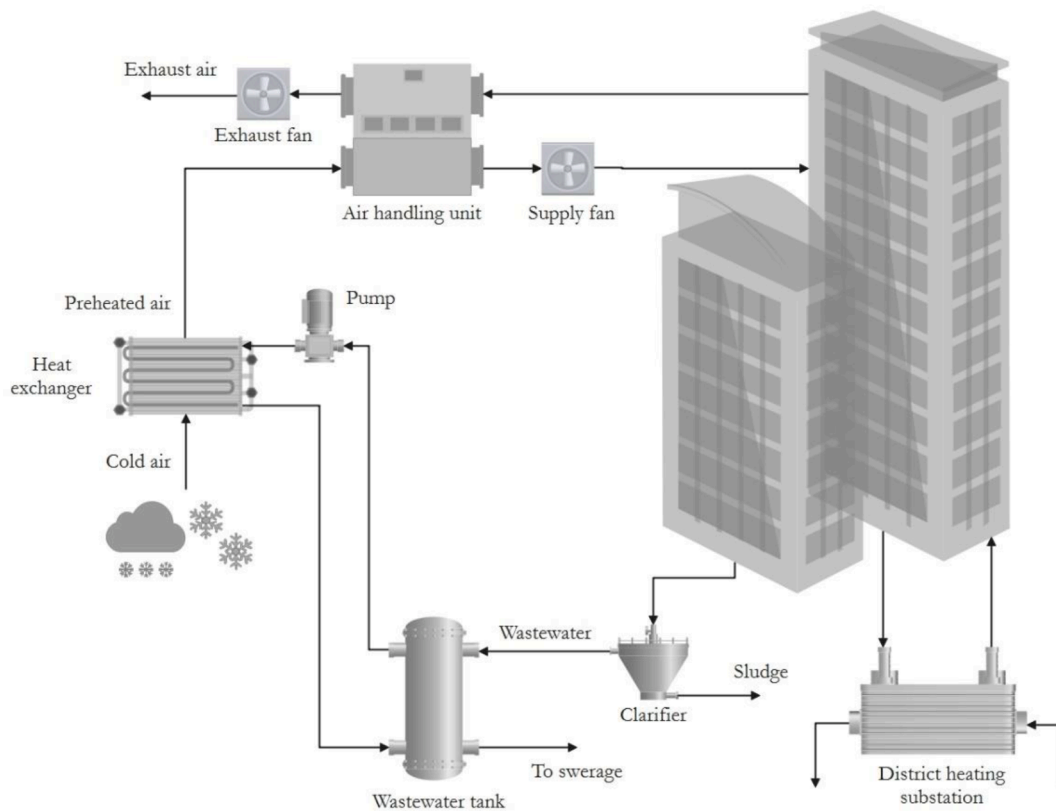 Exhaust air
Exhaust fan
Air handling unit
Supply fan
Preheated air
Pump
Heat
exchanger
Cold air
Wastewater
Sludge
Clarifier
To swerage
Wastewater tank
District heating
substation